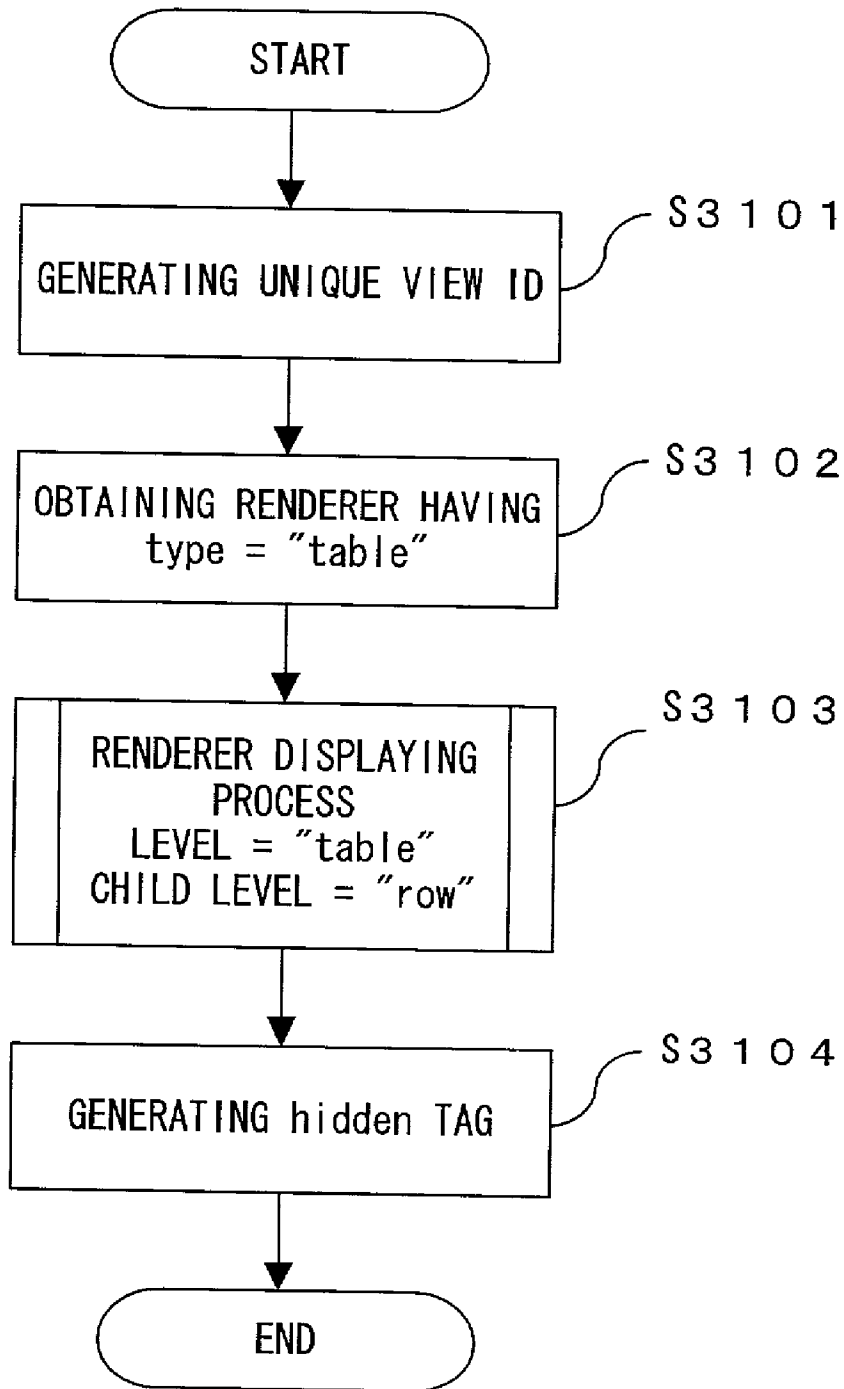 START
S3101
GENERATING UNIQUE VIEW ID
S3102
OBTAINING RENDERER HAVING
type = "table"
S3103
RENDERER DISPLAYING
PROCESS
LEVEL = "table"
CHILD LEVEL = "row"
S3104
GENERATING hidden TAG
END